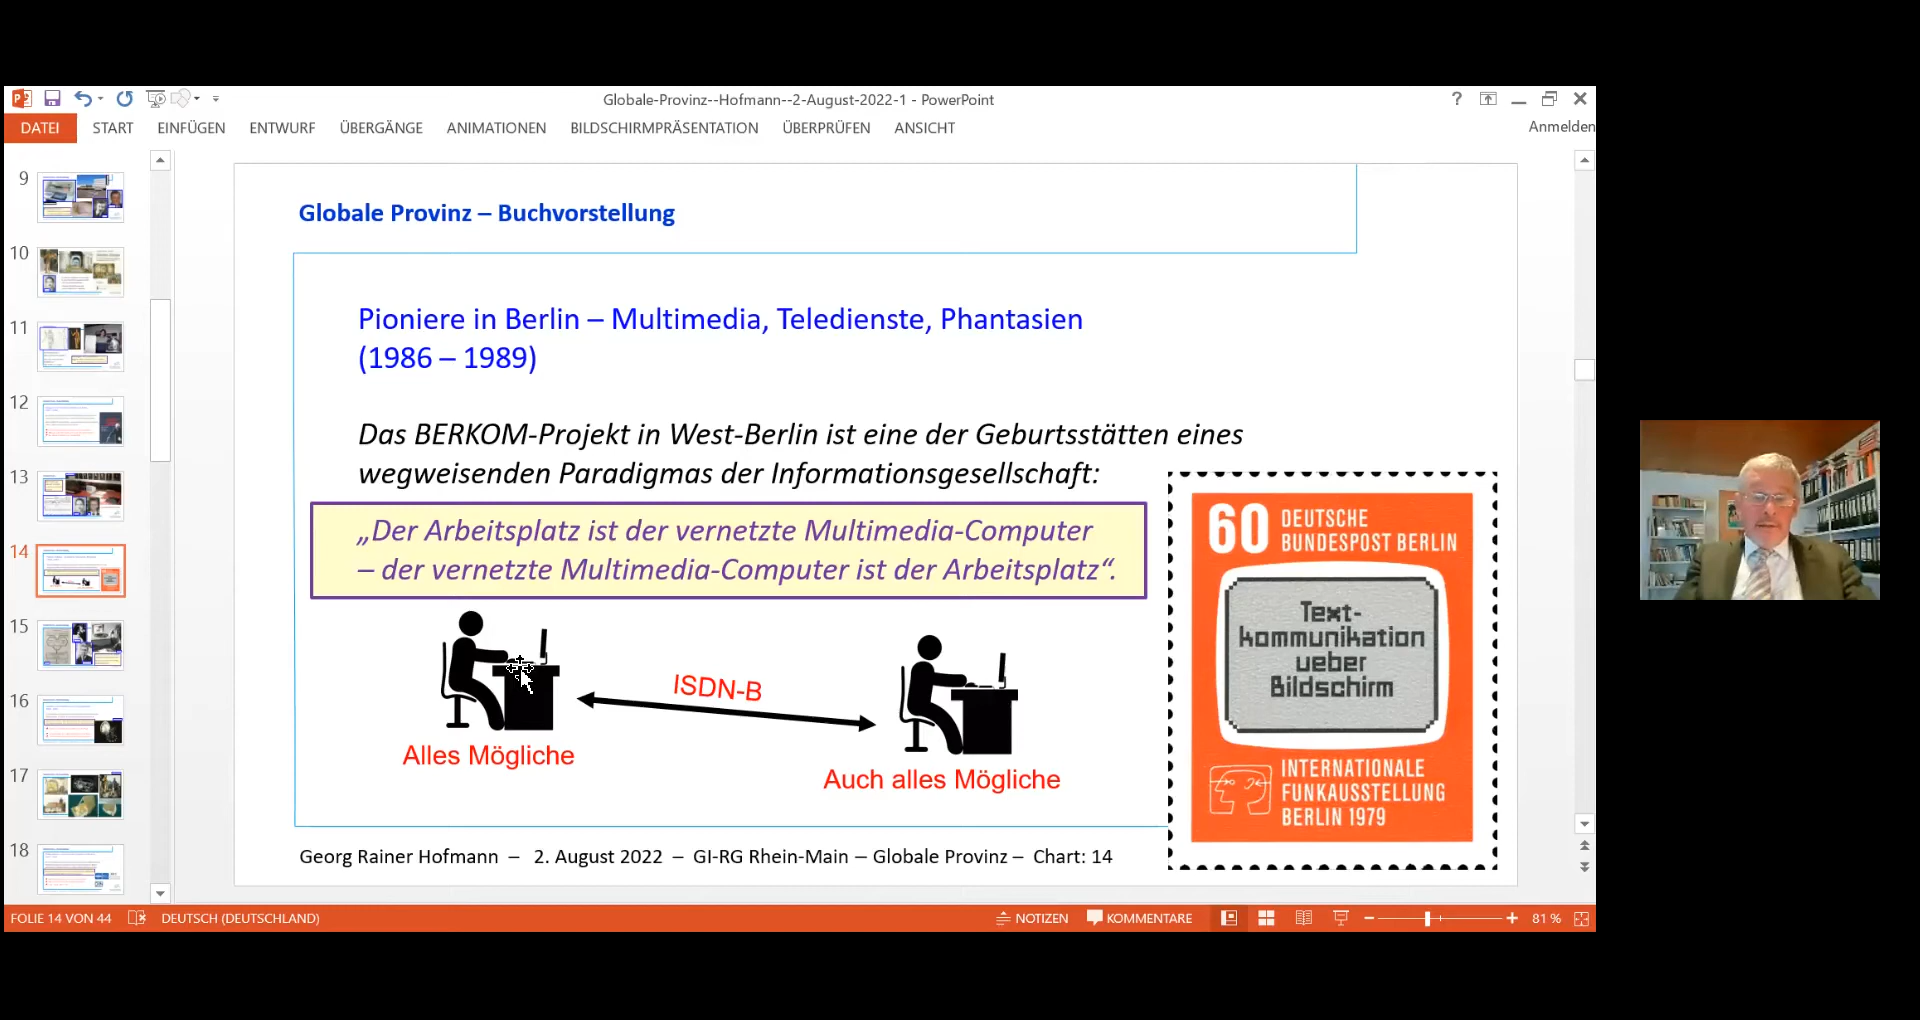 Globale-Provinz--Hofmann--2-August-2022-1 - PowerPoint
?
DATEI START EINFÜGEN ENTWURF ÜBERGÄNGE ANIMATIONEN BILDSCHIRMPRÄSENTATION ÜBERPRÜFEN ANSICHT Anmelden
9
10
11
12
13
14
15
16
17
18
Globale Provinz – Buchvorstellung
Pioniere in Berlin – Multimedia, Teledienste, Phantasien
(1986 – 1989)
Das BERKOM-Projekt in West-Berlin ist eine der Geburtsstätten eines
wegweisenden Paradigmas der Informationsgesellschaft:
„Der Arbeitsplatz ist der vernetzte Multimedia-Computer
– der vernetzte Multimedia-Computer ist der Arbeitsplatz“.
ISDN-B
Alles Mögliche
Auch alles Mögliche
60 DEUTSCHE
BUNDESPOST BERLIN
Text-
kommunikation
ueber
Bildschirm
INTERNATIONALE
FUNKAUSSTELLUNG
BERLIN 1979
Georg Rainer Hofmann – 2. August 2022 – GI-RG Rhein-Main – Globale Provinz – Chart: 14
FOLIE 14 VON 44 DEUTSCH (DEUTSCHLAND) NOTIZEN KOMMENTARE 81 %